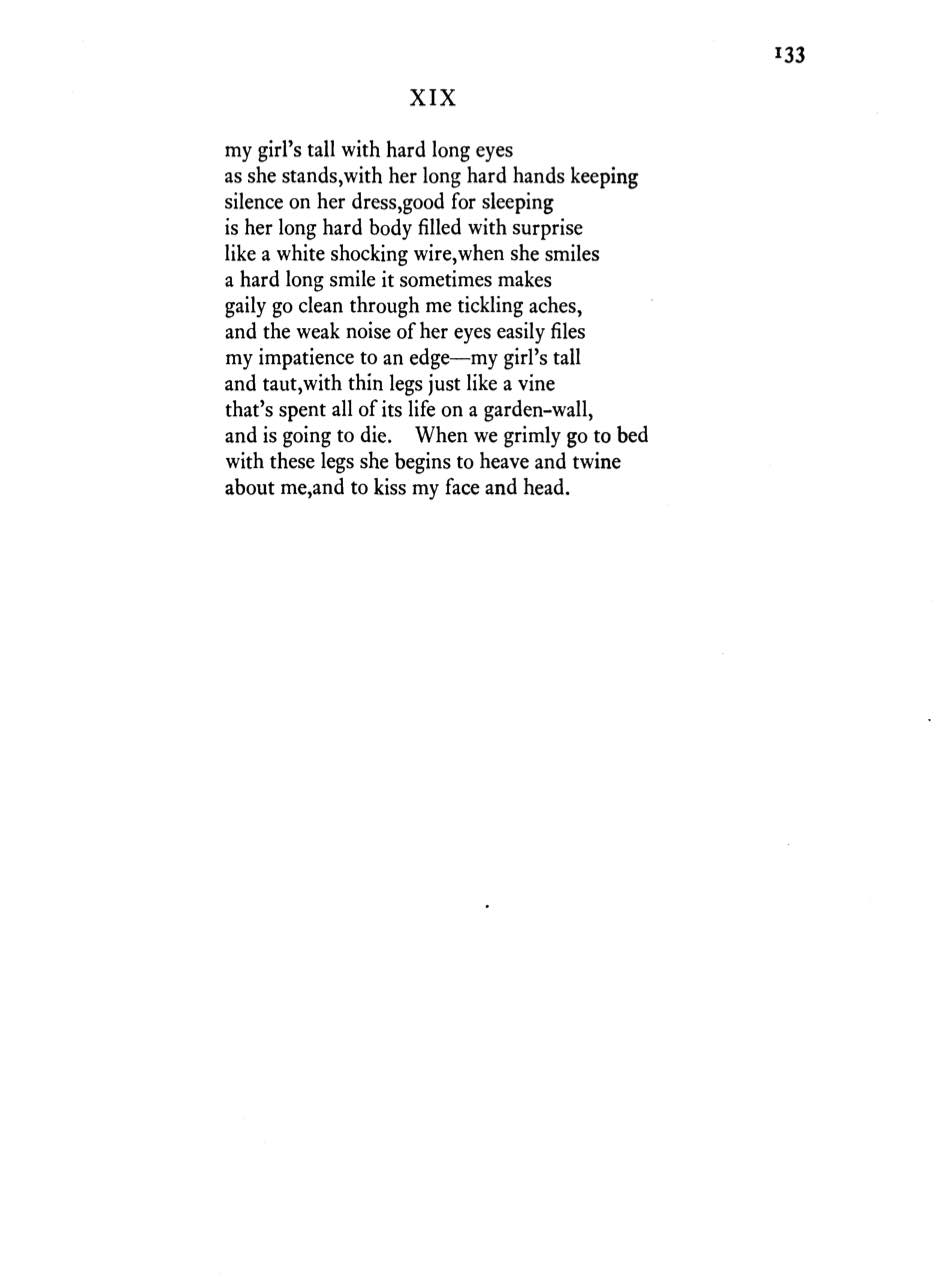 133
XIX
my girl's tall with hard long eyes
as she stands,with her long hard hands keeping
silence on her dress,good for sleeping
is her long hard body filled with surprise
like a white shocking wire,when she smiles
a hard long smile it sometimes makes
gaily go clean through me tickling aches,
and the weak noise of her eyes easily files
my impatience to an edge—my girl's tall
and taut,with thin legs just like a vine
that's spent all of its life on a garden-wall,
and is going to die.    When we grimly go to bed
with these legs she begins to heave and twine
about me,and to kiss my face and head.